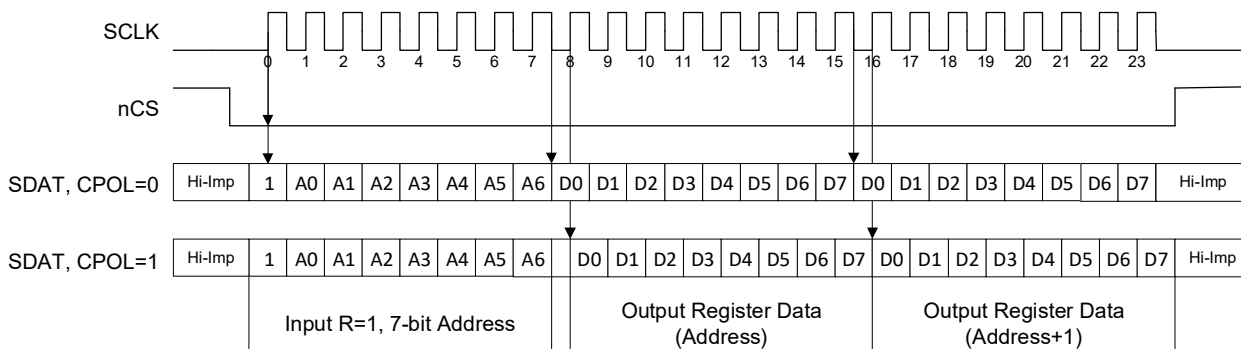 SCLK
0 1 2 3 4 5 6 7 8 9 10 11 12 13 14 15 16 17 18 19 20 21 22 23
nCS
SDAT, CPOL=0 Hi-Imp 1 A0 A1 A2 A3 A4 A5 A6 D0 D1 D2 D3 D4 D5 D6 D7 D0 D1 D2 D3 D4 D5 D6 D7 Hi-Imp
SDAT, CPOL=1 Hi-Imp 1 A0 A1 A2 A3 A4 A5 A6 D0 D1 D2 D3 D4 D5 D6 D7 D0 D1 D2 D3 D4 D5 D6 D7 Hi-Imp
Input R=1, 7-bit Address
Output Register Data
(Address)
Output Register Data
(Address+1)